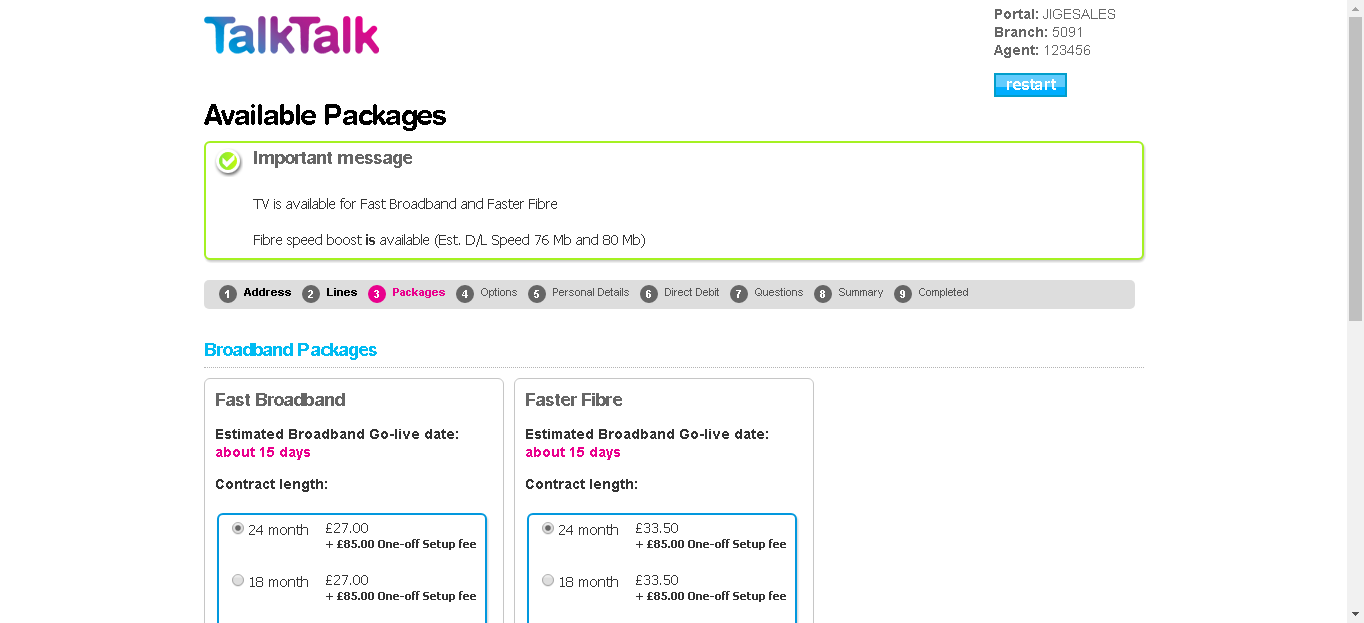 TalkTalk
Portal: JIGESALES
Branch: 5091
Agent: 123456
restart
Available Packages
Important message
TV is available for Fast Broadband and Faster Fibre
Fibre speed boost is available (Est. D/L Speed 76 Mb and 80 Mb)
1 Address 2 Lines 3 Packages 4 Options 5 Personal Details 6 Direct Debit 7 Questions 8 Summary 9 Completed
Broadband Packages
Fast Broadband
Estimated Broadband Go-live date:
about 15 days
Contract length:
24 month £27.00
+ £85.00 One-off Setup fee
18 month £27.00
+ £85.00 One-off Setup fee
Faster Fibre
Estimated Broadband Go-live date:
about 15 days
Contract length:
24 month £33.50
+ £85.00 One-off Setup fee
18 month £33.50
+ £85.00 One-off Setup fee